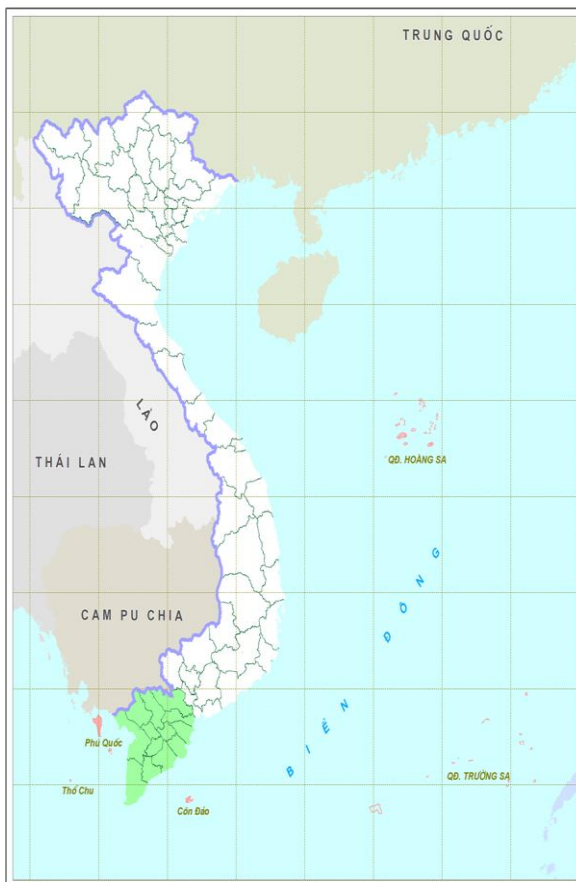 TRUNG QUỐC
LÀO
THÁI LAN
QĐ. HOÀNG SA
CAM PU CHIA
BIỂN ĐÔNG
Phú Quốc
QĐ. TRƯỜNG SA
Thổ Chu
Côn Đảo